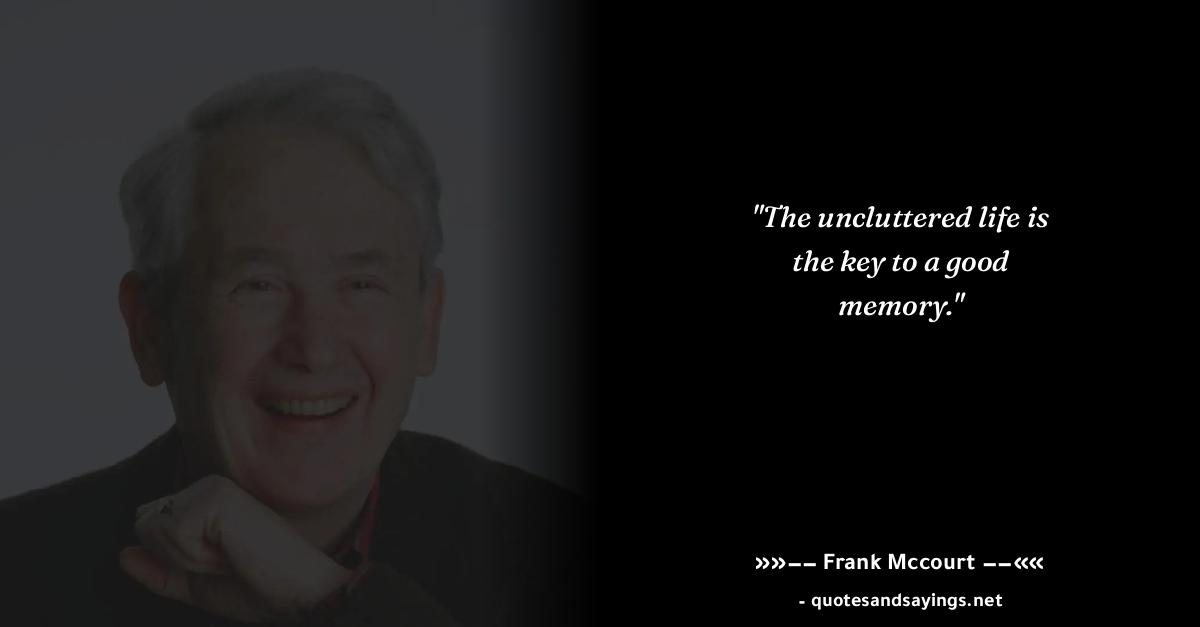 "The uncluttered life is
the key to a good
memory."
»»−− Frank Mccourt −−««
- quotesandsayings.net